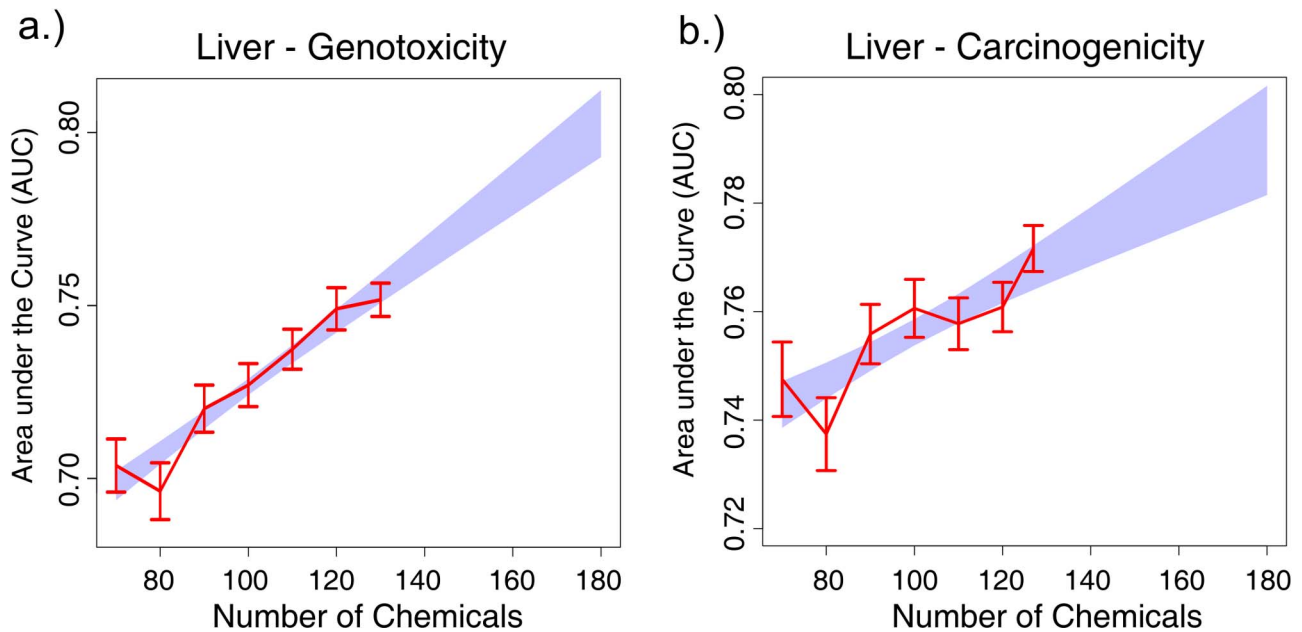 a.)
Liver - Genotoxicity
Area under the Curve (AUC)
0.80
0.75
0.70
80 100 120 140 160 180
Number of Chemicals
b.)
Liver - Carcinogenicity
Area under the Curve (AUC)
0.80
0.78
0.76
0.74
0.72
80 100 120 140 160 180
Number of Chemicals